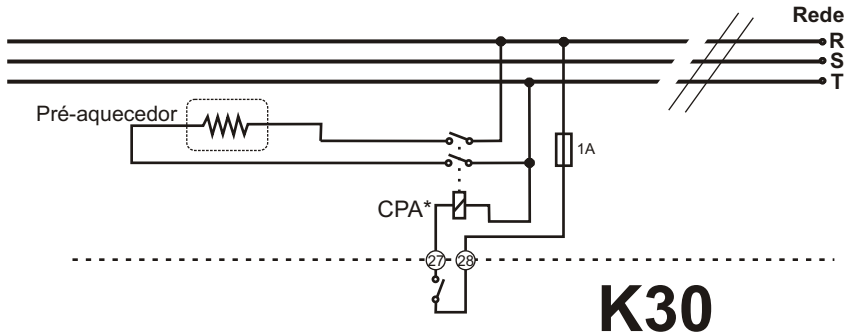 Rede
R
S
T
Pré-aquecedor
1A
CPA*
27 28
K30